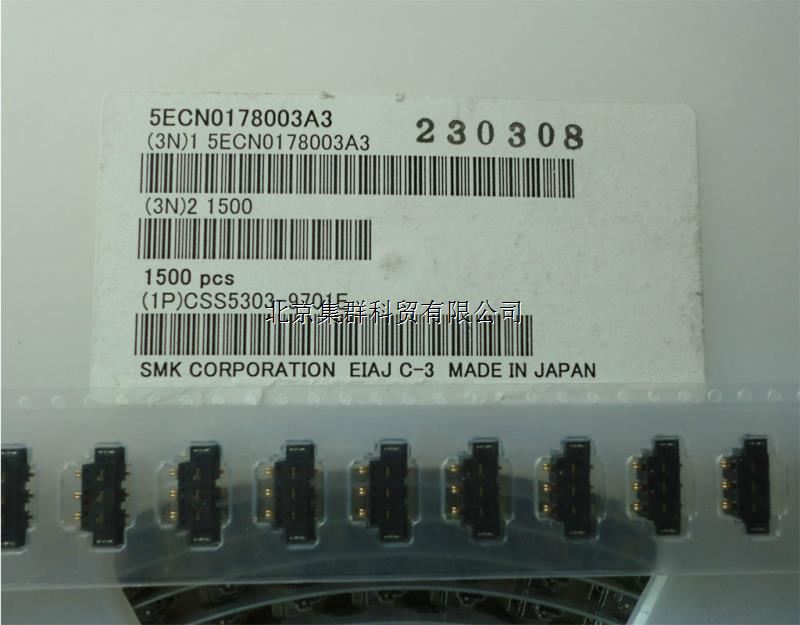 5ECN0178003A3
230308
(3N)1 5ECN0178003A3
(3N)2 1500
1500 pcs
(1P)CSS5303-9701E
北京集群科贸有限公司
SMK CORPORATION EIAJ C-3 MADE IN JAPAN